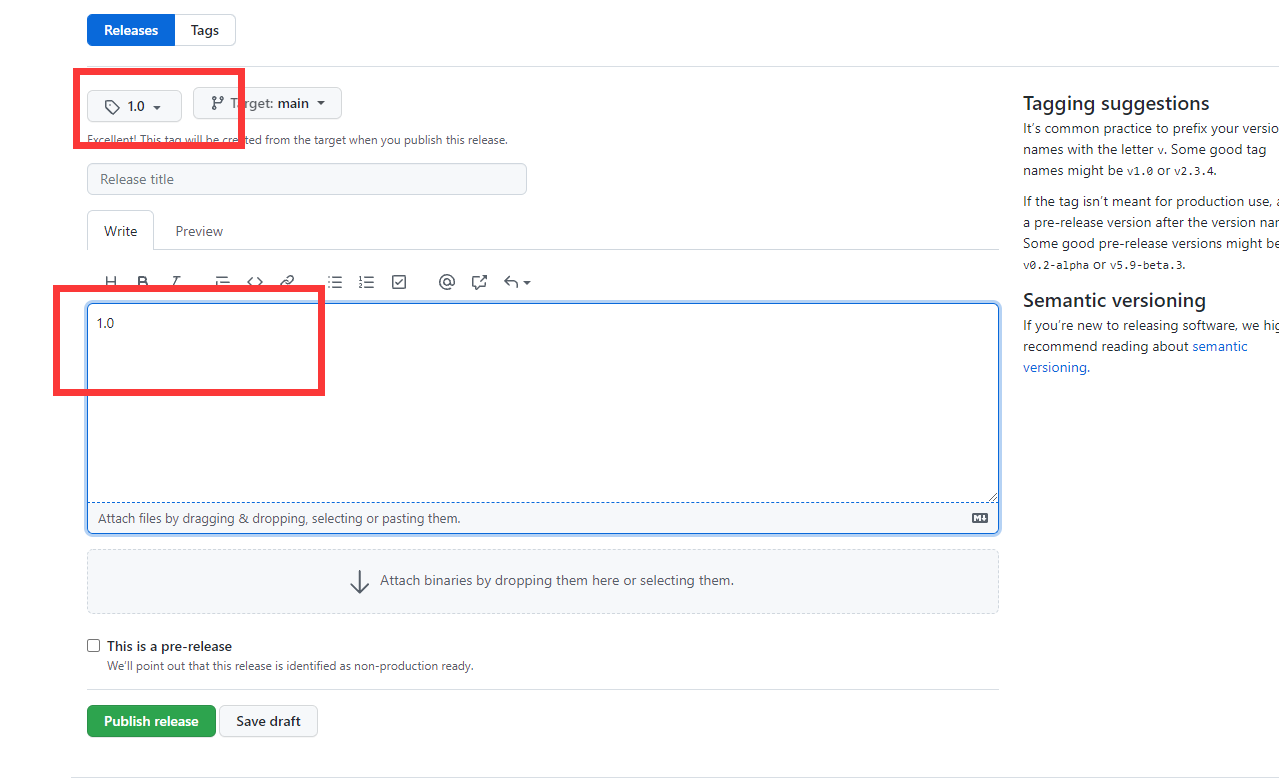 Releases Tags
1.0 Target: main
Excellent! This tag will be created from the target when you publish this release.
Release title
Write Preview
H B I @
1.0
Attach files by dragging & dropping, selecting or pasting them.
Attach binaries by dropping them here or selecting them.
This is a pre-release
We'll point out that this release is identified as non-production ready.
Publish release Save draft
Tagging suggestions
It's common practice to prefix your versio
names with the letter v. Some good tag
names might be v1.0 or v2.3.4.
If the tag isn't meant for production use, a
a pre-release version after the version nar
Some good pre-release versions might be
v0.2-alpha or v5.9-beta.3.
Semantic versioning
If you're new to releasing software, we hig
recommend reading about semantic
versioning.